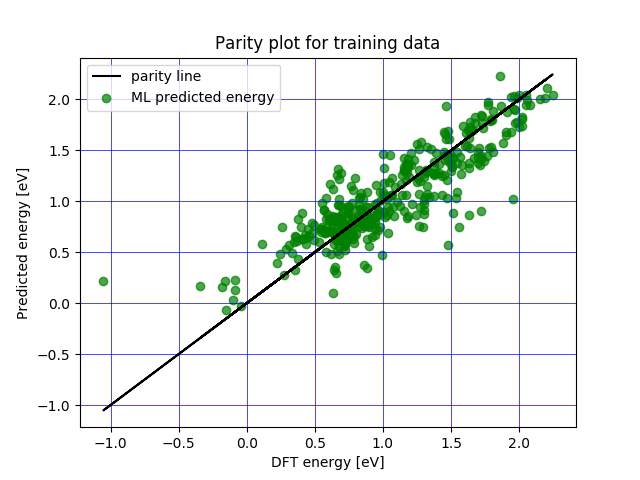 Parity plot for training data
parity line
ML predicted energy
Predicted energy [eV]
2.0
1.5
1.0
0.5
0.0
−0.5
−1.0
−1.0 −0.5 0.0 0.5 1.0 1.5 2.0
DFT energy [eV]